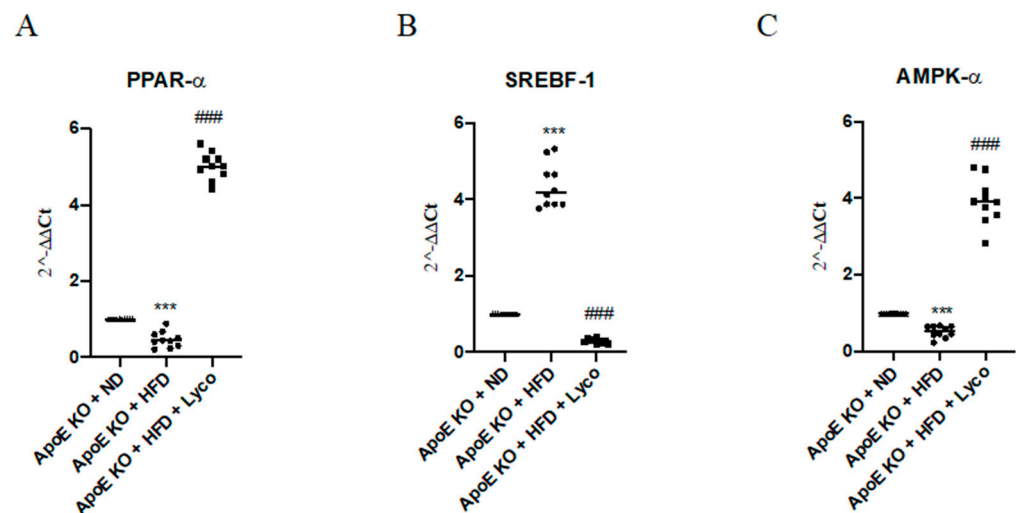 A
PPAR-α
###
6
4
2
0
2^-ΔΔCt
***
ApoE KO + ND
ApoE KO + HFD
ApoE KO + HFD + Lyco
B
SREBF-1
***
6
4
2
0
2^-ΔΔCt
###
ApoE KO + ND
ApoE KO + HFD
ApoE KO + HFD + Lyco
C
AMPK-α
###
6
4
2
0
2^-ΔΔCt
***
ApoE KO + ND
ApoE KO + HFD
ApoE KO + HFD + Lyco